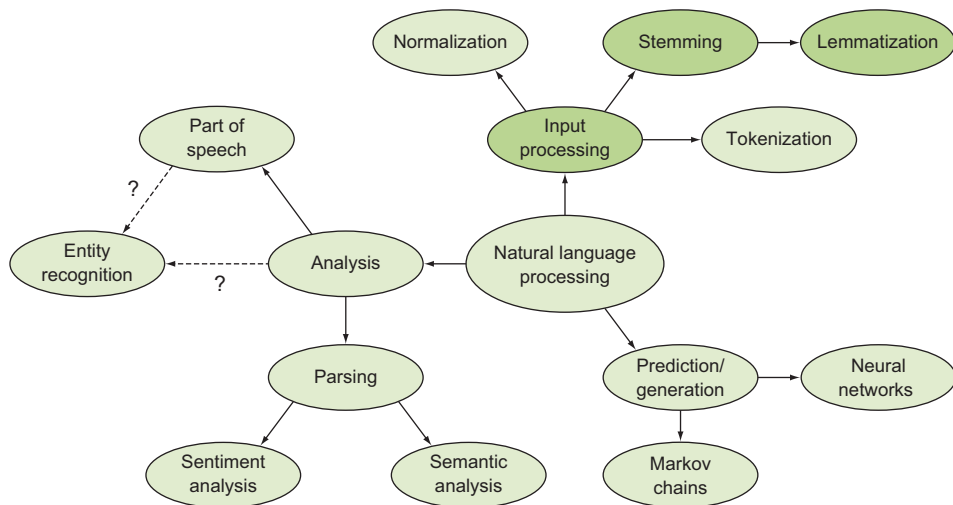 Normalization
Stemming
Lemmatization
Part of
speech
Input
processing
Tokenization
?
Entity
recognition
?
Analysis
Natural language
processing
Parsing
Prediction/
generation
Neural
networks
Sentiment
analysis
Semantic
analysis
Markov
chains